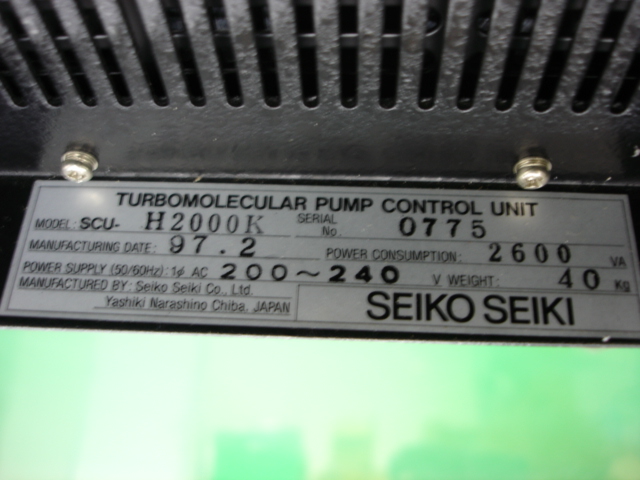 TURBOMOLECULAR PUMP CONTROL UNIT
MODEL: SCU- H2000K SERIAL No. 0775
MANUFACTURING DATE: 97.2 POWER CONSUMPTION: 2600 VA
POWER SUPPLY (50/60Hz): 1ø AC 200~240 V WEIGHT: 40 Kg
MANUFACTURED BY: Seiko Seiki Co., Ltd.
Yashiki Narashino Chiba, JAPAN
SEIKO SEIKI